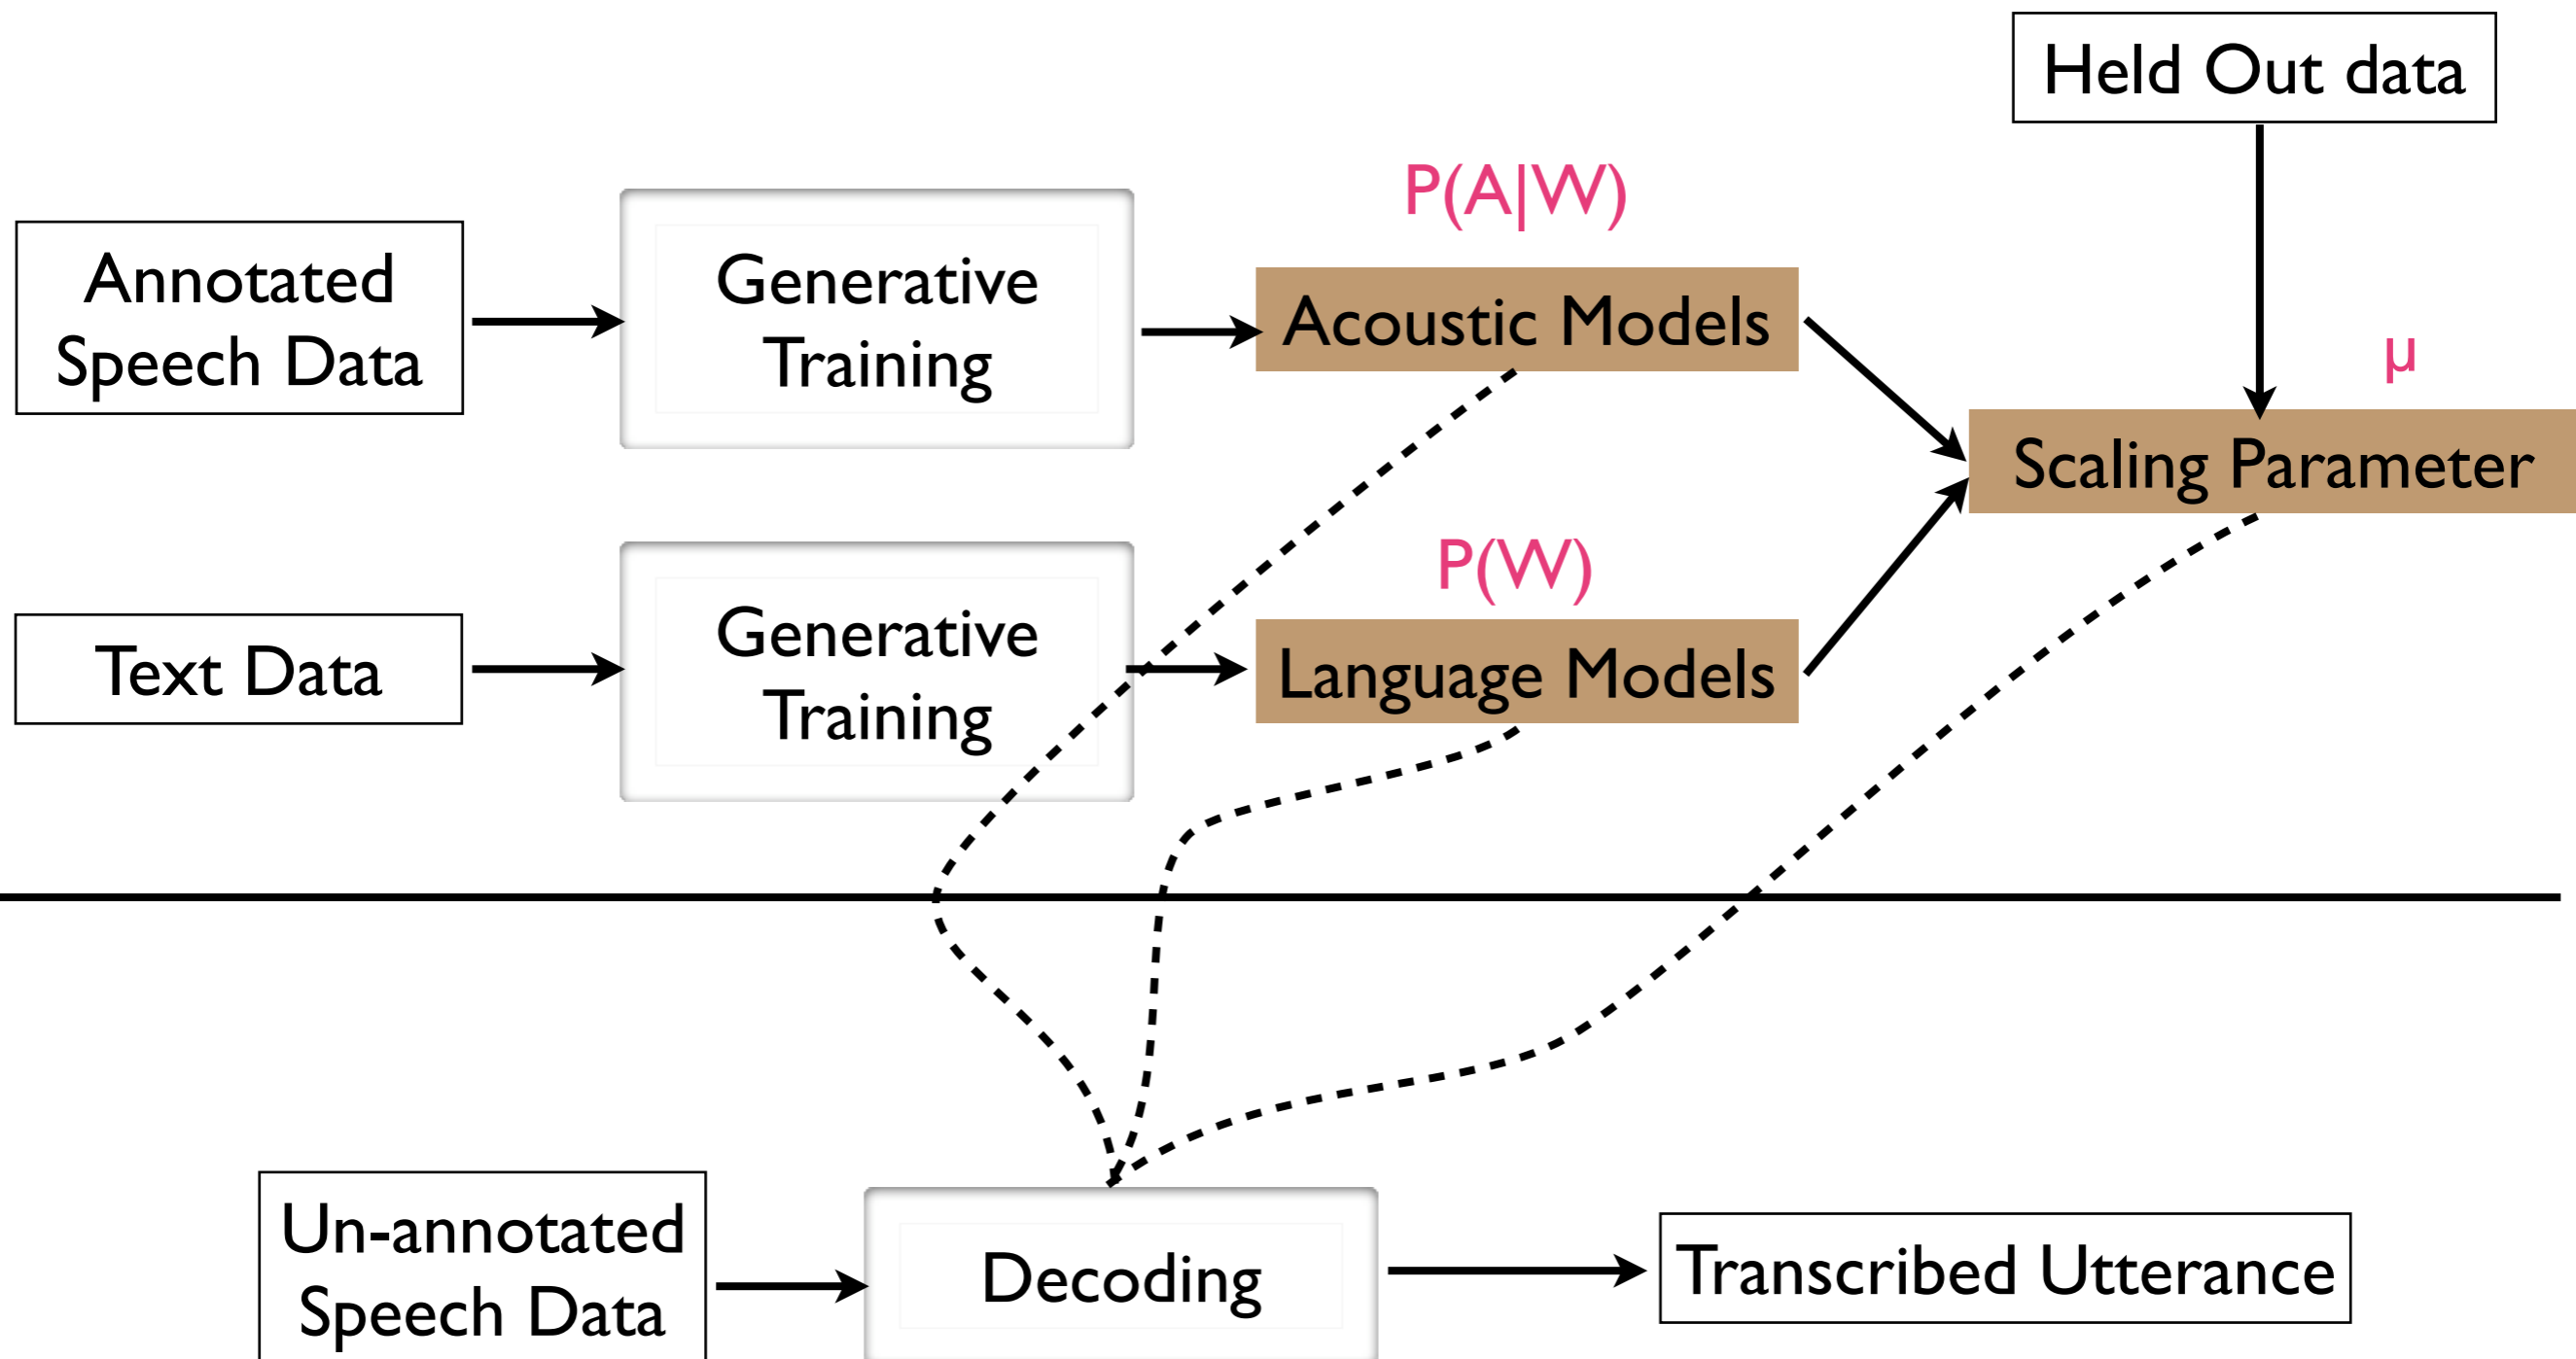 Held Out data
P(A|W)
Annotated
Speech Data
Generative
Training
Acoustic Models
μ
Scaling Parameter
P(W)
Text Data
Generative
Training
Language Models
Un-annotated
Speech Data
Decoding
Transcribed Utterance